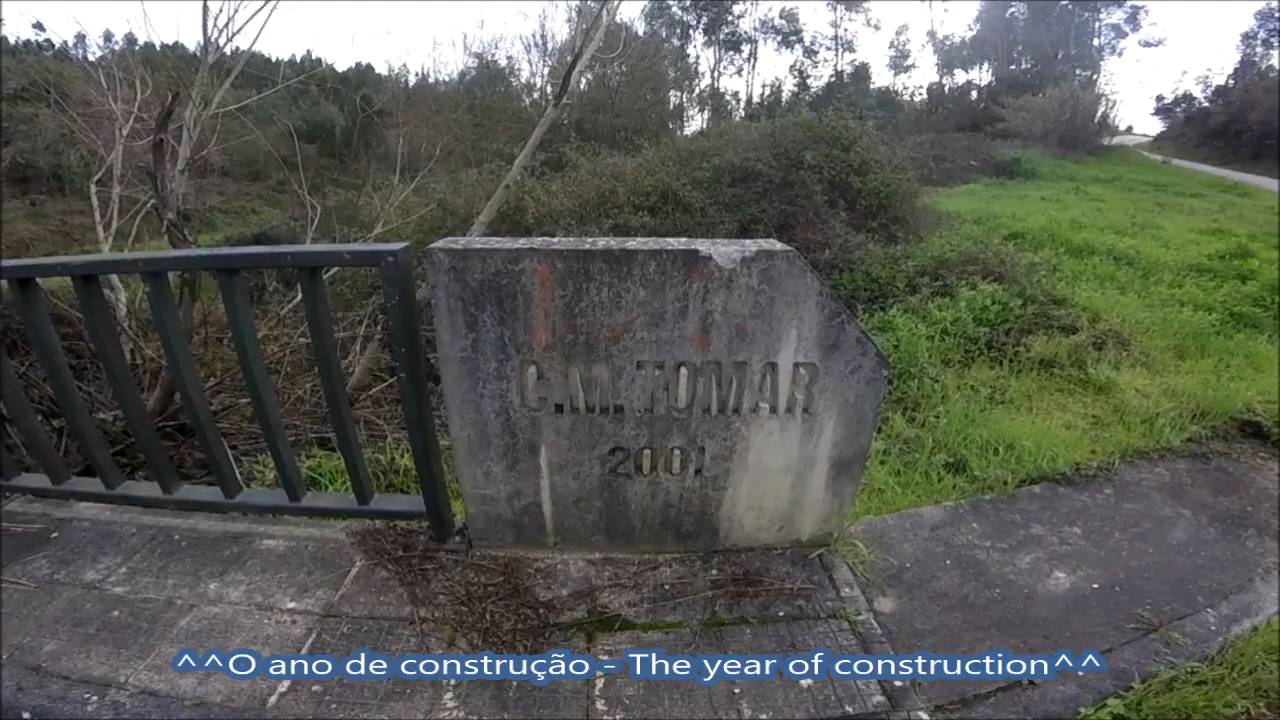 C.M. TOMAR
2001
^^O ano de construção - The year of construction^^